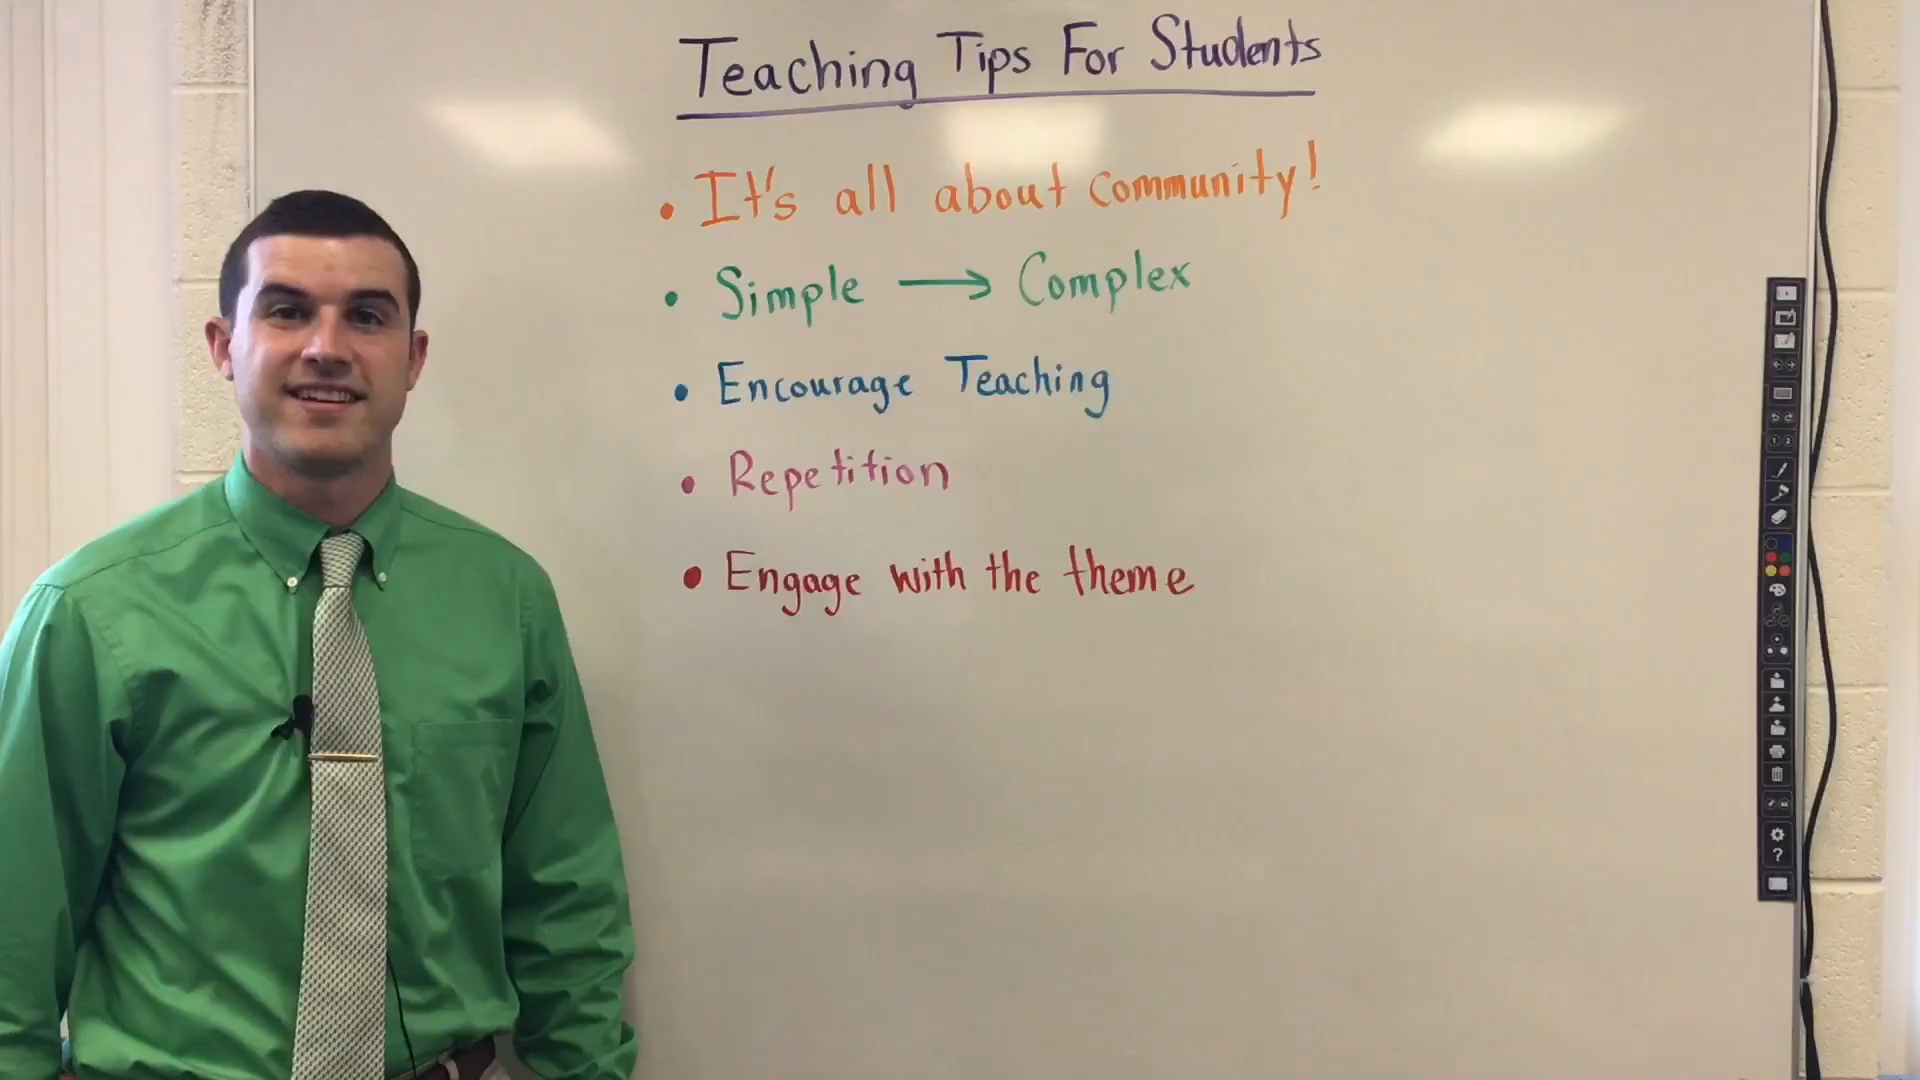 Teaching Tips For Students
• It's all about community!
• Simple → Complex
• Encourage Teaching
• Repetition
• Engage with the theme